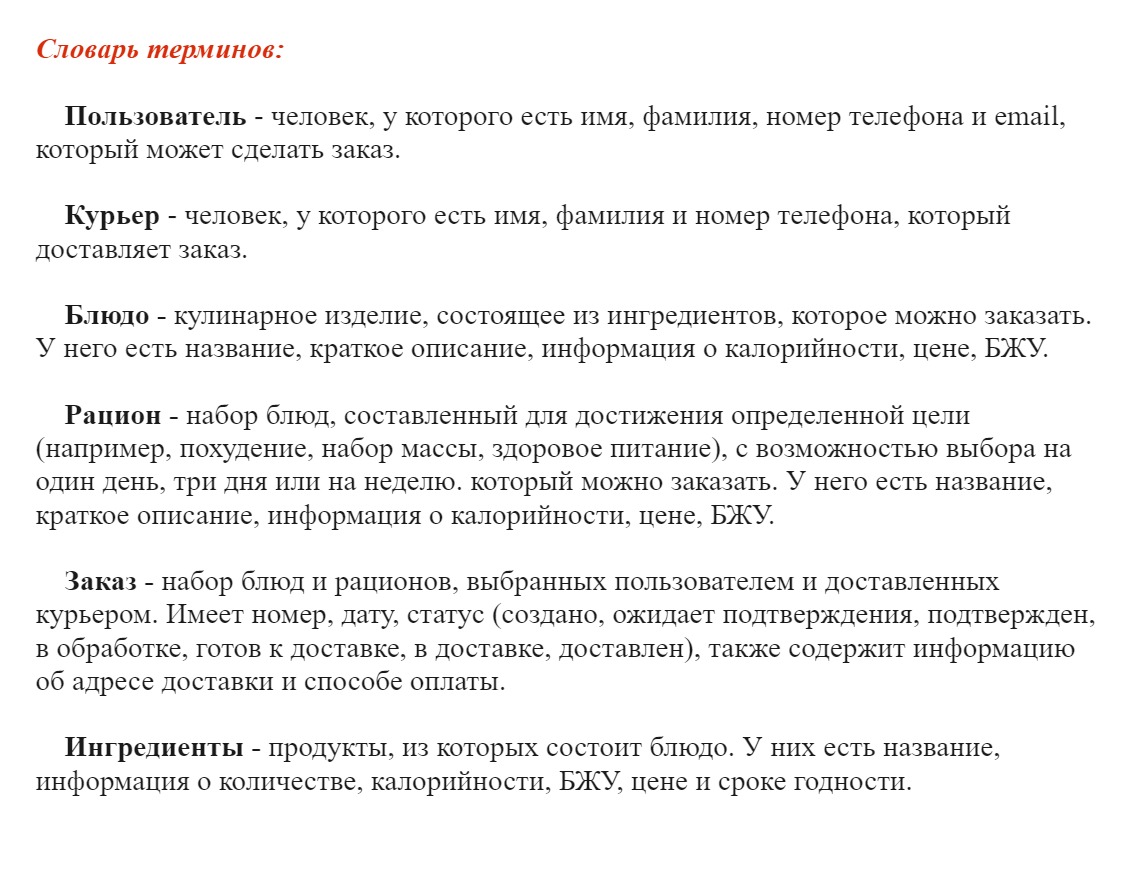 Словарь терминов:
Пользователь - человек, у которого есть имя, фамилия, номер телефона и email,
который может сделать заказ.
Курьер - человек, у которого есть имя, фамилия и номер телефона, который
доставляет заказ.
Блюдо - кулинарное изделие, состоящее из ингредиентов, которое можно заказать.
У него есть название, краткое описание, информация о калорийности, цене, БЖУ.
Рацион - набор блюд, составленный для достижения определенной цели
(например, похудение, набор массы, здоровое питание), с возможностью выбора на
один день, три дня или на неделю. который можно заказать. У него есть название,
краткое описание, информация о калорийности, цене, БЖУ.
Заказ - набор блюд и рационов, выбранных пользователем и доставленных
курьером. Имеет номер, дату, статус (создано, ожидает подтверждения, подтвержден,
в обработке, готов к доставке, в доставке, доставлен), также содержит информацию
об адресе доставки и способе оплаты.
Ингредиенты - продукты, из которых состоит блюдо. У них есть название,
информация о количестве, калорийности, БЖУ, цене и сроке годности.